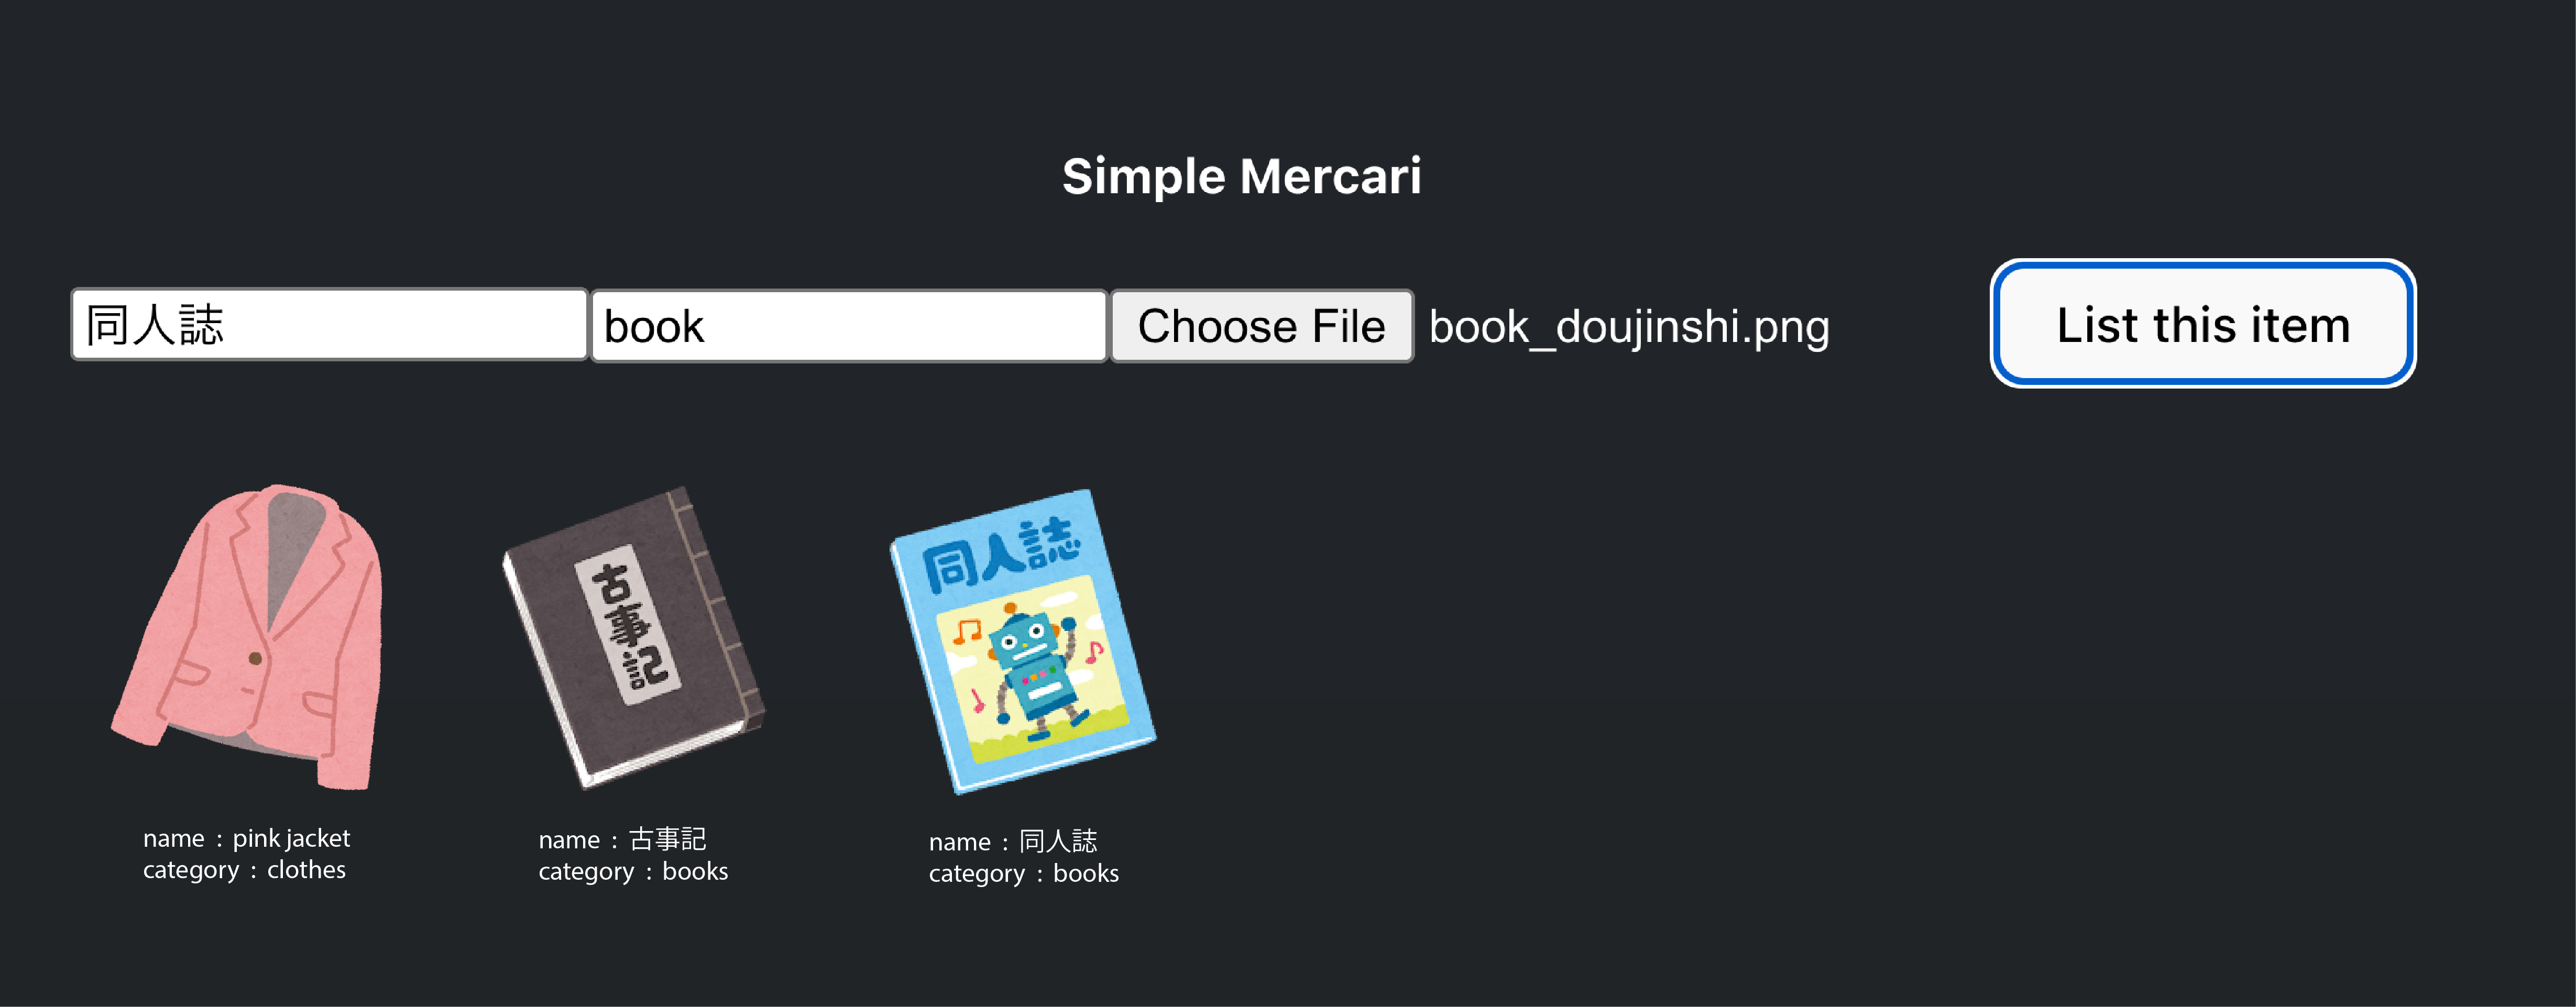 Simple Mercari
同人誌
book
Choose File
book_doujinshi.png
List this item
古事記
同人誌
name : pink jacket
category : clothes
name : 古事記
category : books
name : 同人誌
category : books